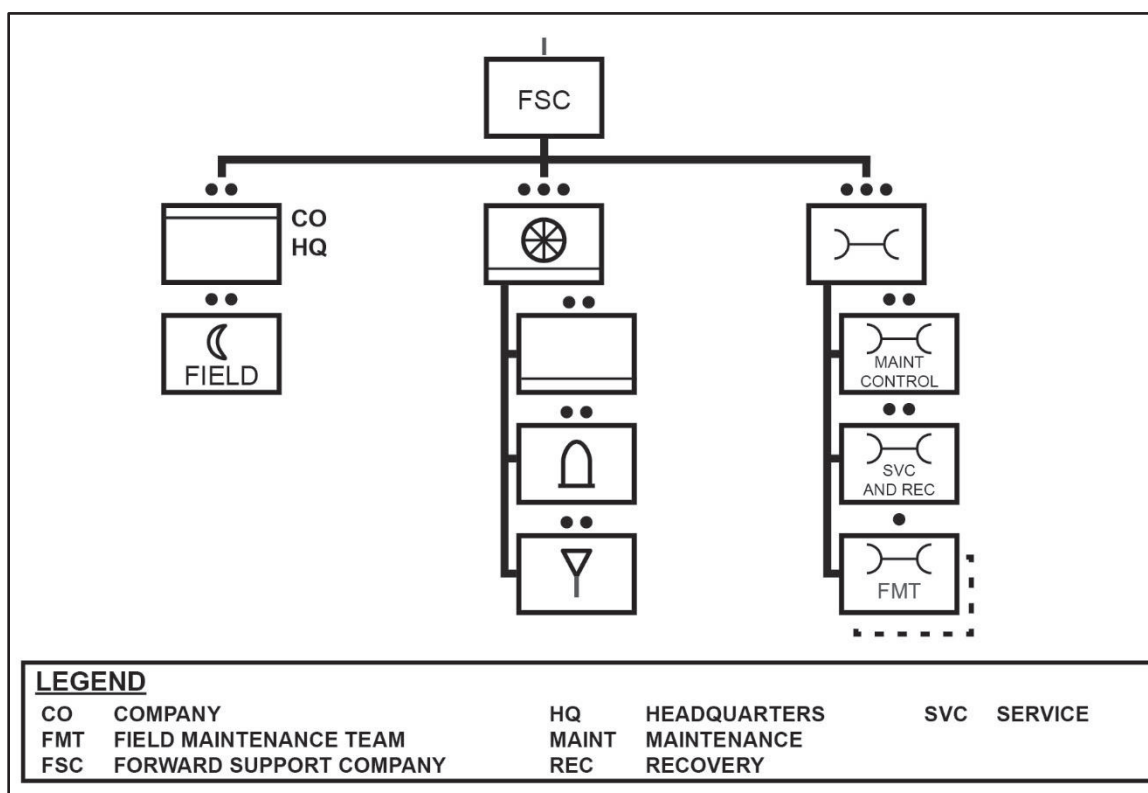 FSC
CO
HQ
FIELD
MAINT
CONTROL
SVC
AND REC
FMT
LEGEND
CO COMPANY HQ HEADQUARTERS SVC SERVICE
FMT FIELD MAINTENANCE TEAM MAINT MAINTENANCE
FSC FORWARD SUPPORT COMPANY REC RECOVERY